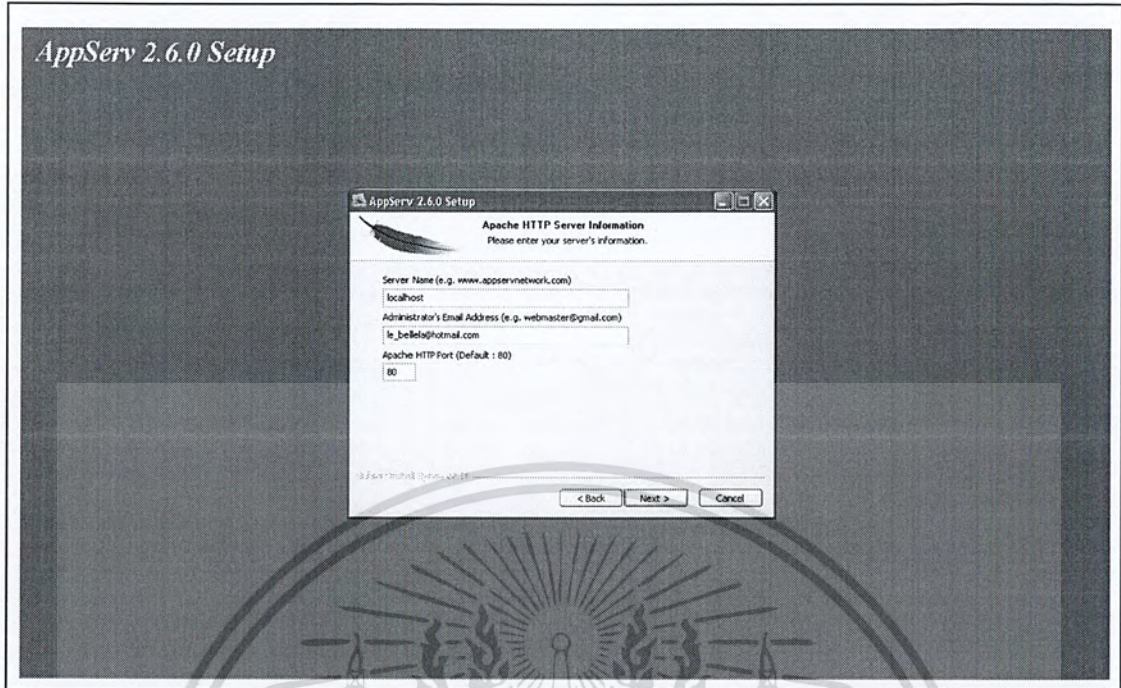 AppServ 2.6.0 Setup
AppServ 2.6.0 Setup
Apache HTTP Server Information
Please enter your server's information.
Server Name (e.g. www.appservnetwork.com)
localhost
Administrator's Email Address (e.g. webmaster@gmail.com)
le_bellela@hotmail.com
Apache HTTP Port (Default : 80)
80
< Back
Next >
Cancel